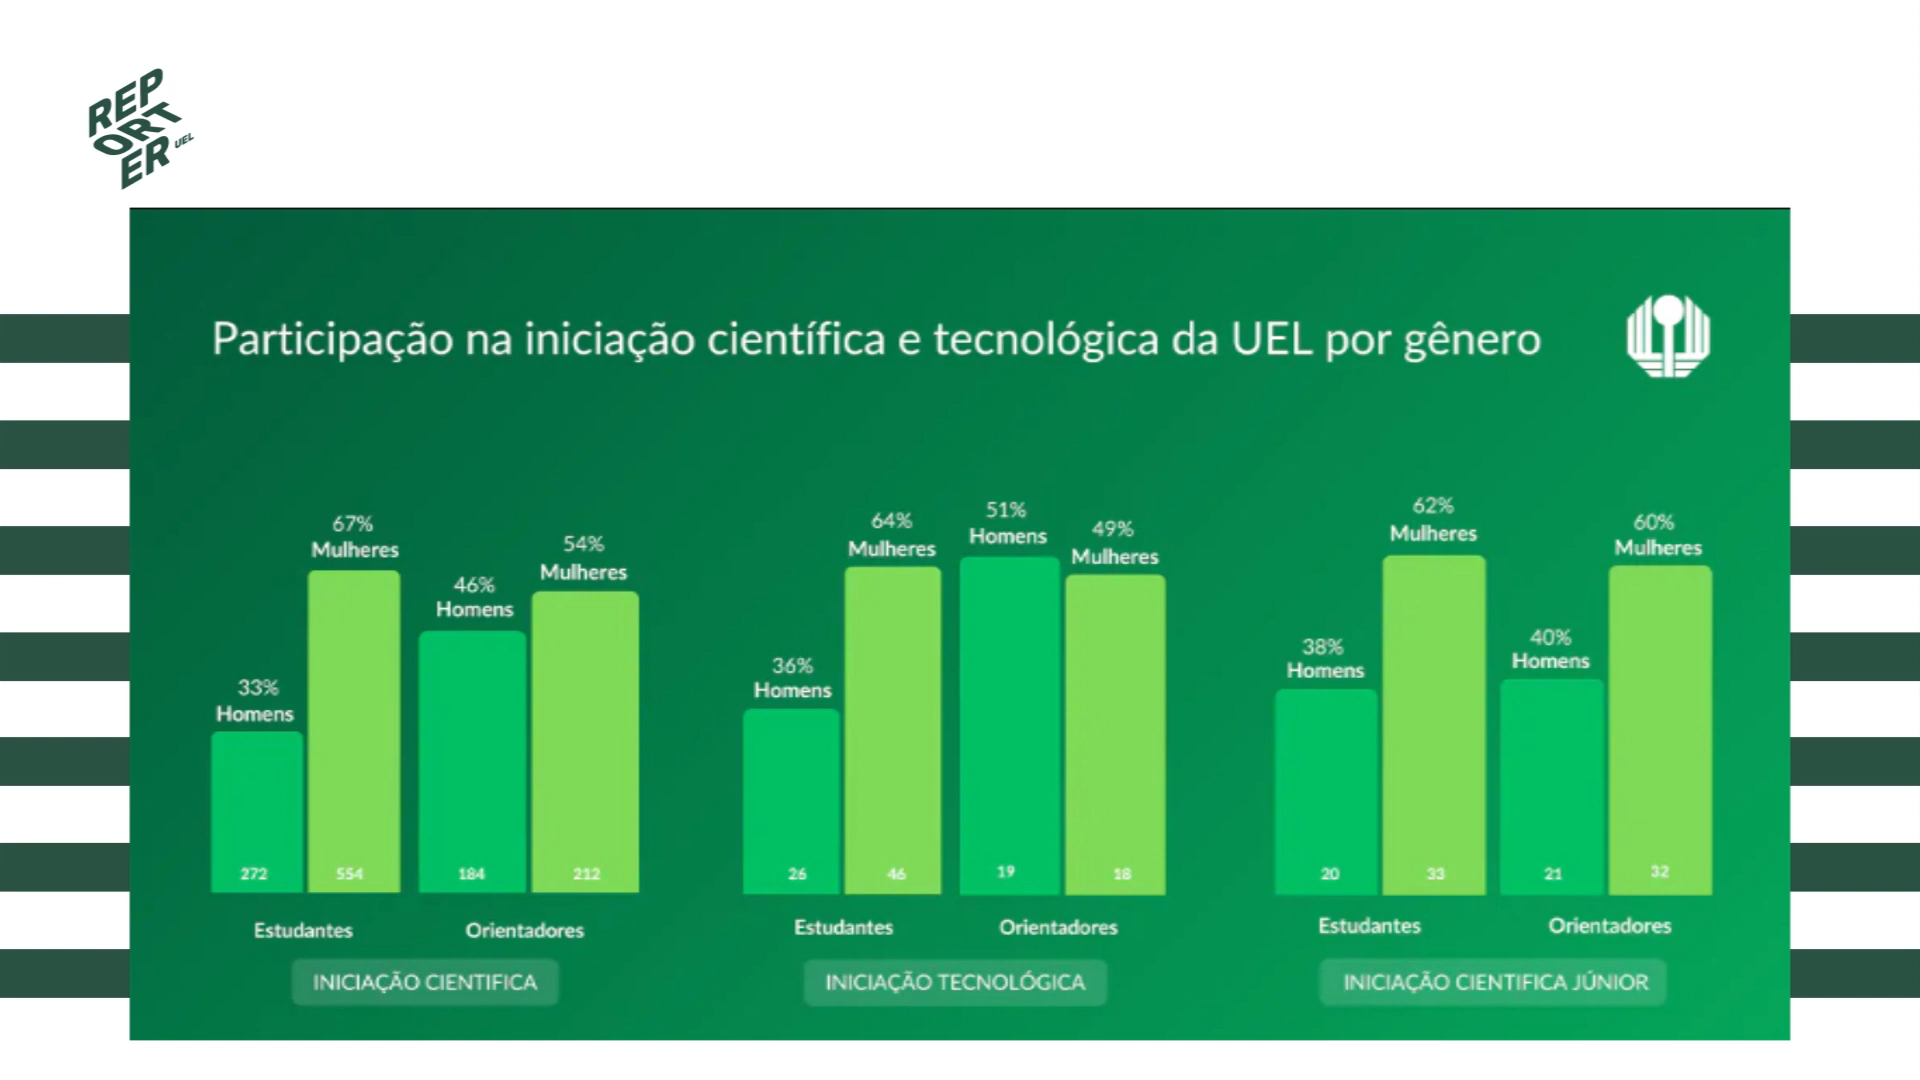 REP
ORT
ER UEL
Participação na iniciação científica e tecnológica da UEL por gênero
33%
Homens
67%
Mulheres
46%
Homens
54%
Mulheres
272
554
184
212
Estudantes
Orientadores
INICIAÇÃO CIENTIFICA
36%
Homens
64%
Mulheres
51%
Homens
49%
Mulheres
26
46
19
18
Estudantes
Orientadores
INICIAÇÃO TECNOLÓGICA
38%
Homens
62%
Mulheres
40%
Homens
60%
Mulheres
20
33
21
32
Estudantes
Orientadores
INICIAÇÃO CIENTIFICA JÚNIOR